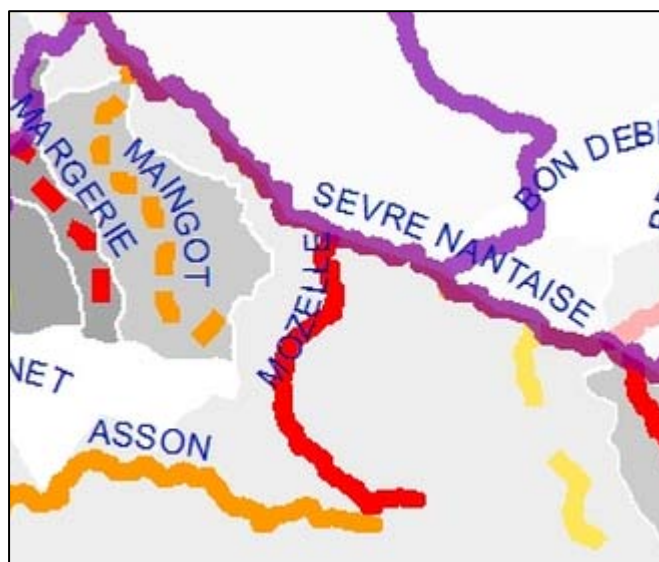 MARGERIE
MAINGOT
BON DEB
SEVRE NANTAISE
MOZELLE
NET
ASSON